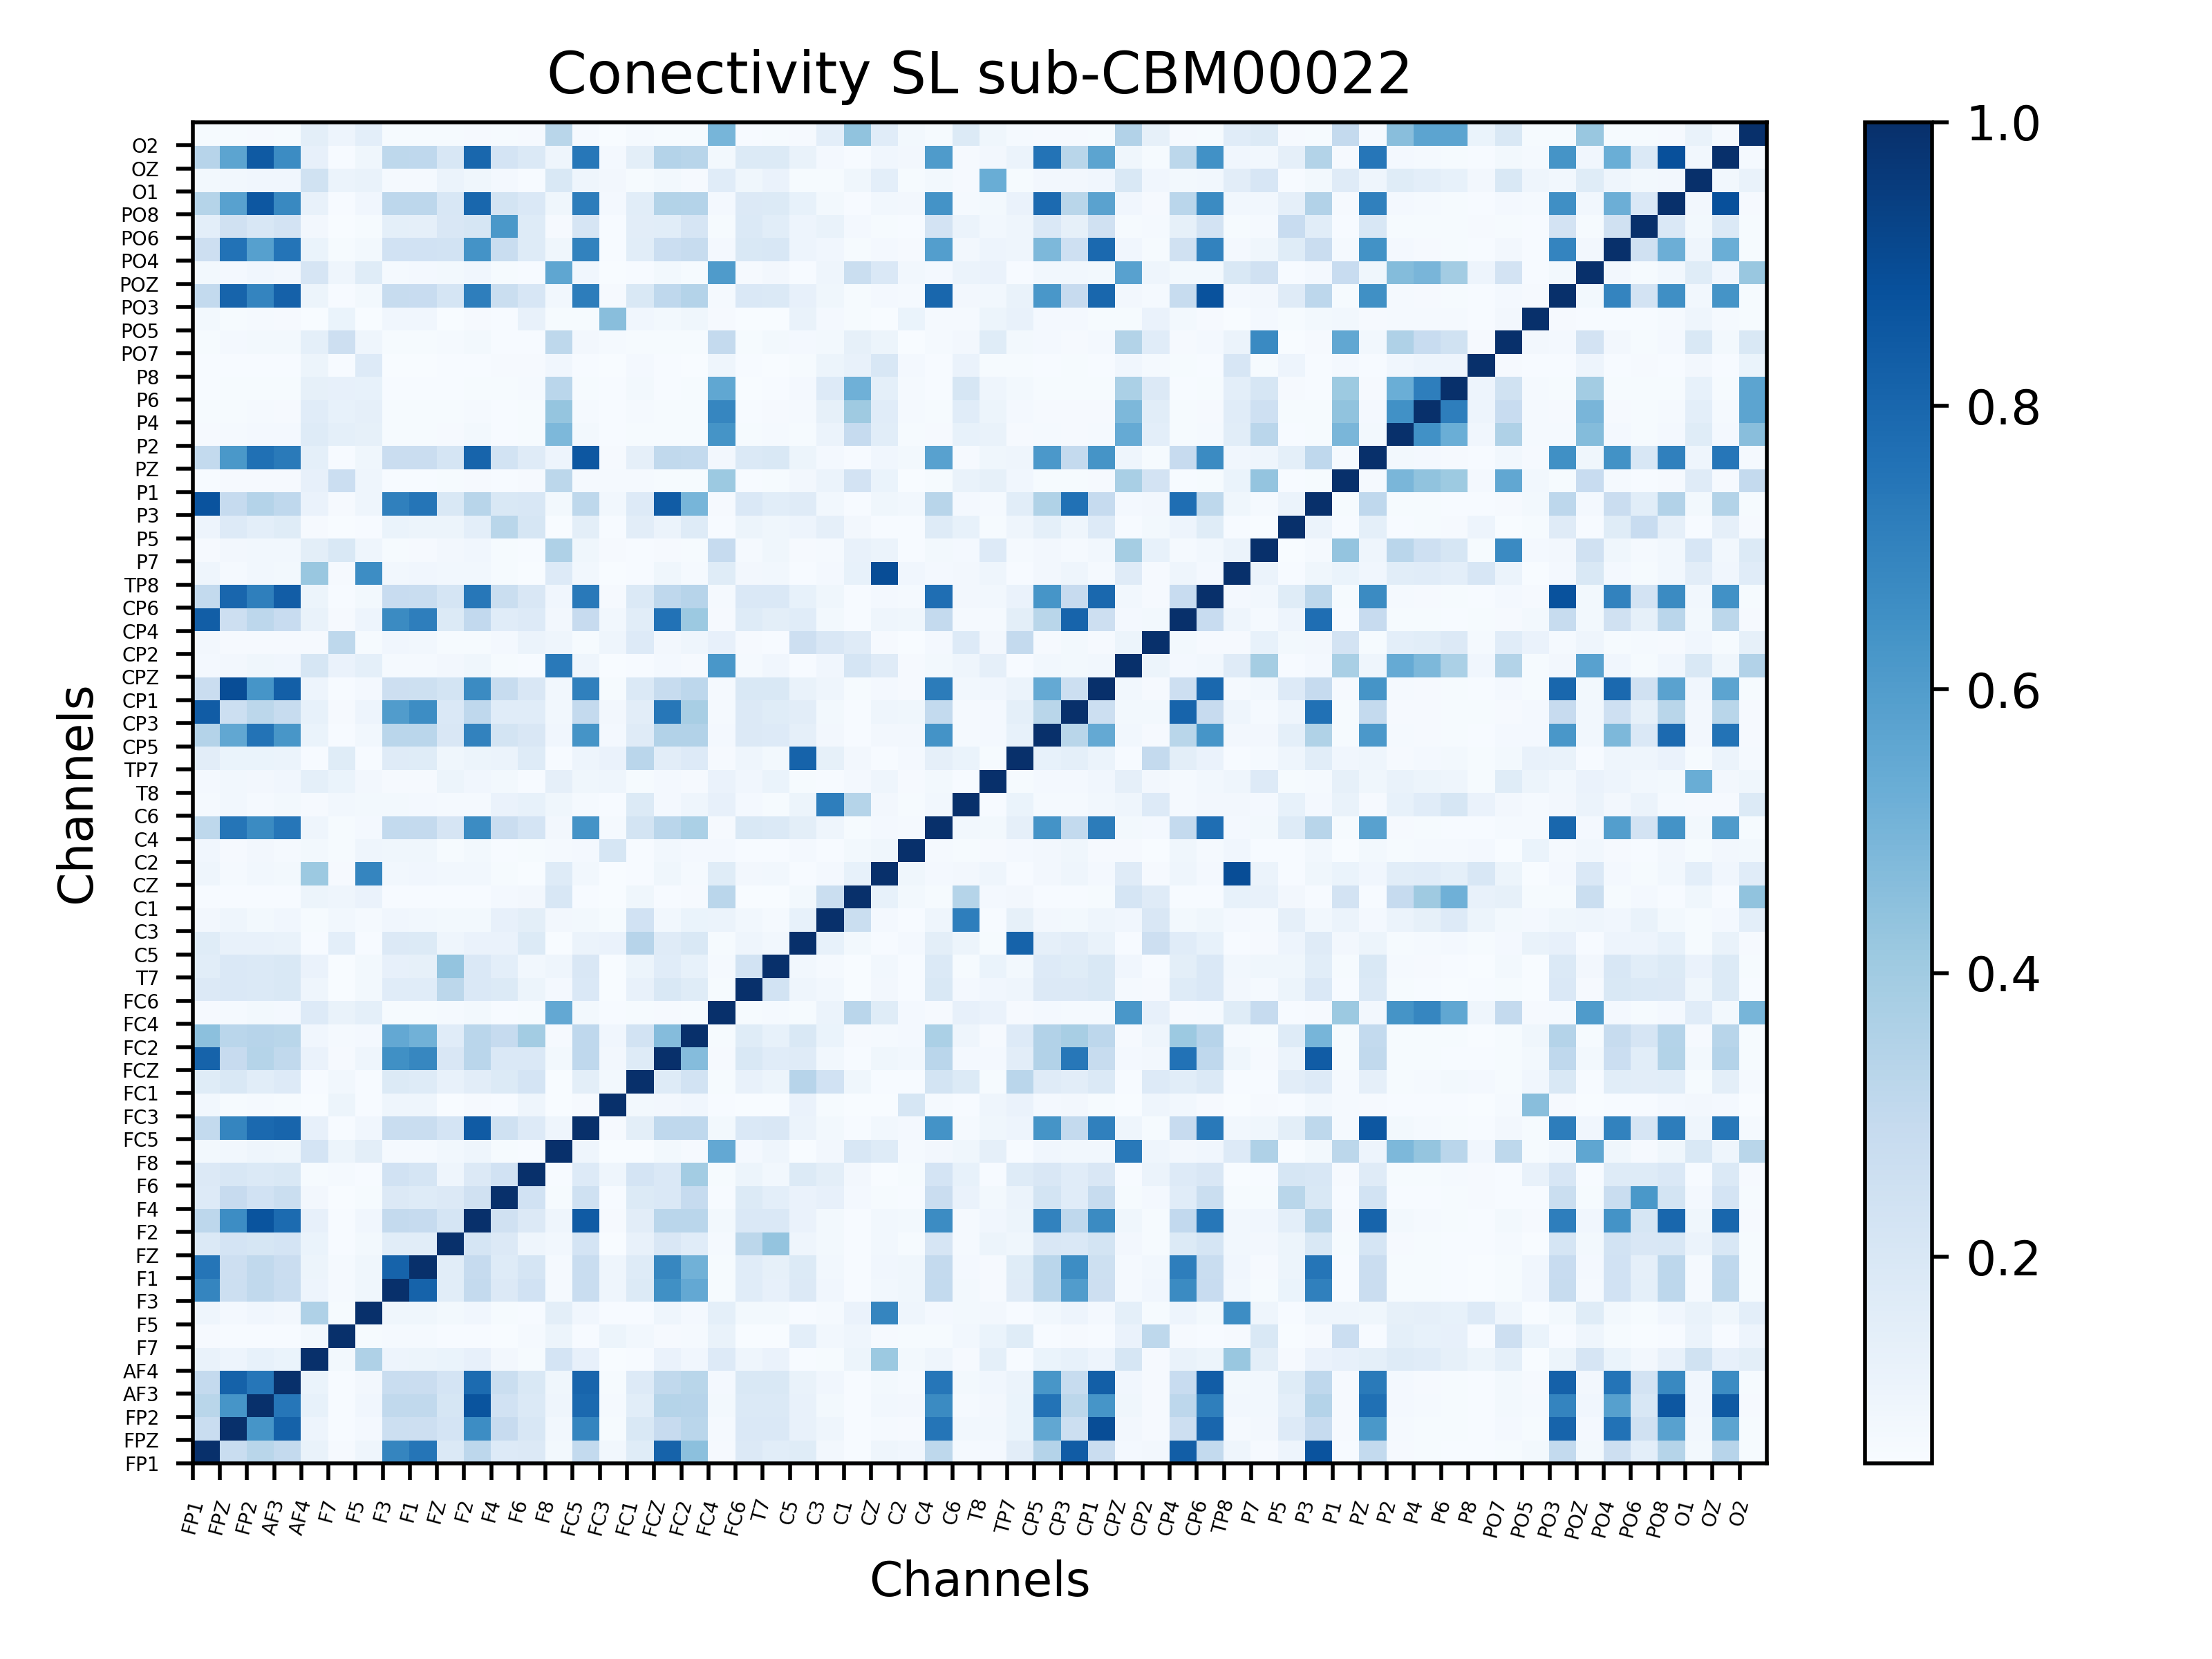 Conectivity SL sub-CBM00022
Channels
O2
OZ
O1
PO8
PO6
PO4
POZ
PO3
PO5
PO7
P8
P6
P4
P2
PZ
P1
P3
P5
P7
TP8
CP6
CP4
CP2
CPZ
CP1
CP3
CP5
TP7
T8
C6
C4
C2
CZ
C1
C3
C5
T7
FC6
FC4
FC2
FCZ
FC1
FC3
FC5
F8
F6
F4
F2
FZ
F1
F3
F5
F7
AF4
AF3
FP2
FPZ
FP1
FP1 FPZ FP2 AF3 AF4 F7 F5 F3 F1 FZ F2 F4 F6 F8 FC5 FC3 FC1 FCZ FC2 FC4 FC6 T7 C5 C3 C1 CZ C2 C4 C6 T8 TP7 CP5 CP3 CP1 CPZ CP2 CP4 CP6 TP8 P7 P5 P3 P1 PZ P2 P4 P6 P8 PO7 PO5 PO3 POZ PO4 PO6 PO8 O1 OZ O2
Channels
1.0
0.8
0.6
0.4
0.2